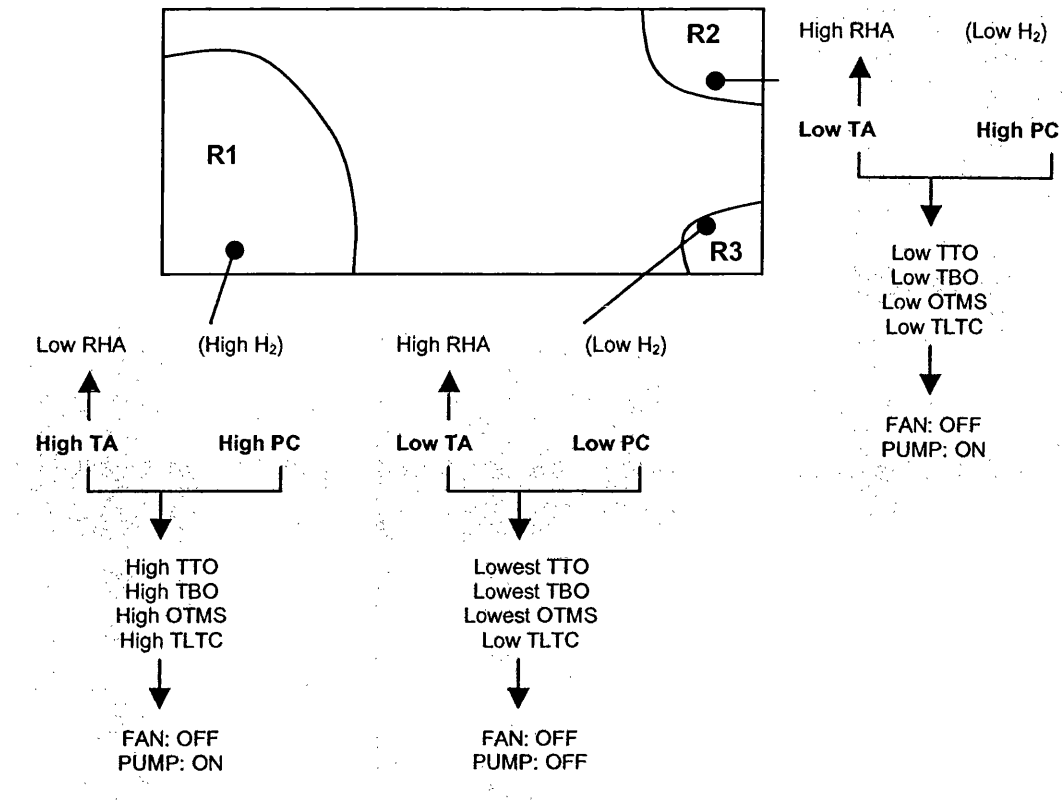 R1
R2
R3
High RHA (Low H₂)
Low TA High PC
Low TTO
Low TBO
Low OTMS
Low TLTC
FAN: OFF
PUMP: ON
Low RHA (High H₂)
High TA High PC
High TTO
High TBO
High OTMS
High TLTC
FAN: OFF
PUMP: ON
High RHA (Low H₂)
Low TA Low PC
Lowest TTO
Lowest TBO
Lowest OTMS
Low TLTC
FAN: OFF
PUMP: OFF